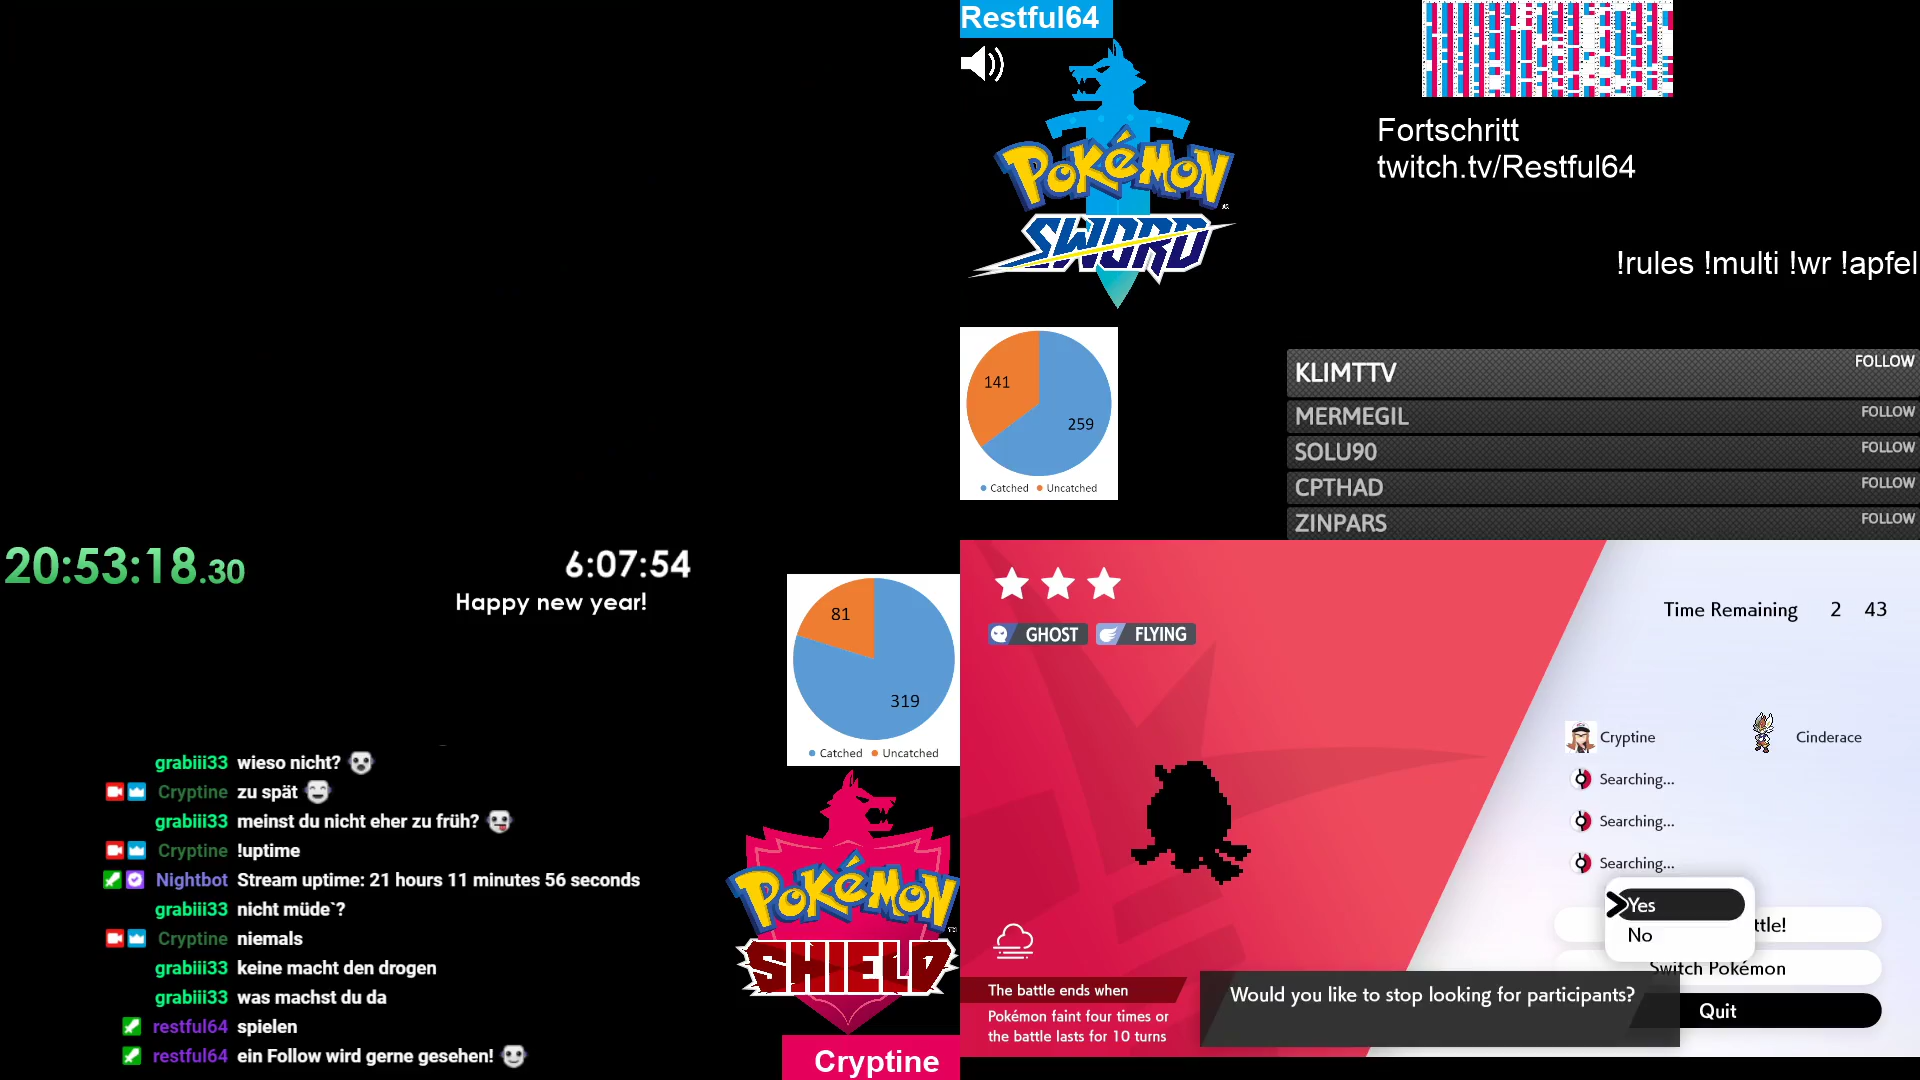 Restful64
POKéMON
SWORD
Fortschritt
twitch.tv/Restful64
!rules !multi !wr !apfel
141
259
Catched Uncatched
KLIMTTV FOLLOW
MERMEGIL FOLLOW
SOLU90 FOLLOW
CPTHAD FOLLOW
ZINPARS FOLLOW
20:53:18.30
6:07:54
Happy new year!
81
319
Catched Uncatched
grabiii33 wieso nicht?
Cryptine zu spät
grabiii33 meinst du nicht eher zu früh?
Cryptine !uptime
Nightbot Stream uptime: 21 hours 11 minutes 56 seconds
grabiii33 nicht müde`?
Cryptine niemals
grabiii33 keine macht den drogen
grabiii33 was machst du da
restful64 spielen
restful64 ein Follow wird gerne gesehen!
POKéMON
SHIELD
Cryptine
GHOST FLYING
Time Remaining 2 43
Cryptine Cinderace
Searching...
Searching...
Searching...
Yes
No
ttle!
Switch Pokémon
Quit
Would you like to stop looking for participants?
The battle ends when
Pokémon faint four times or
the battle lasts for 10 turns